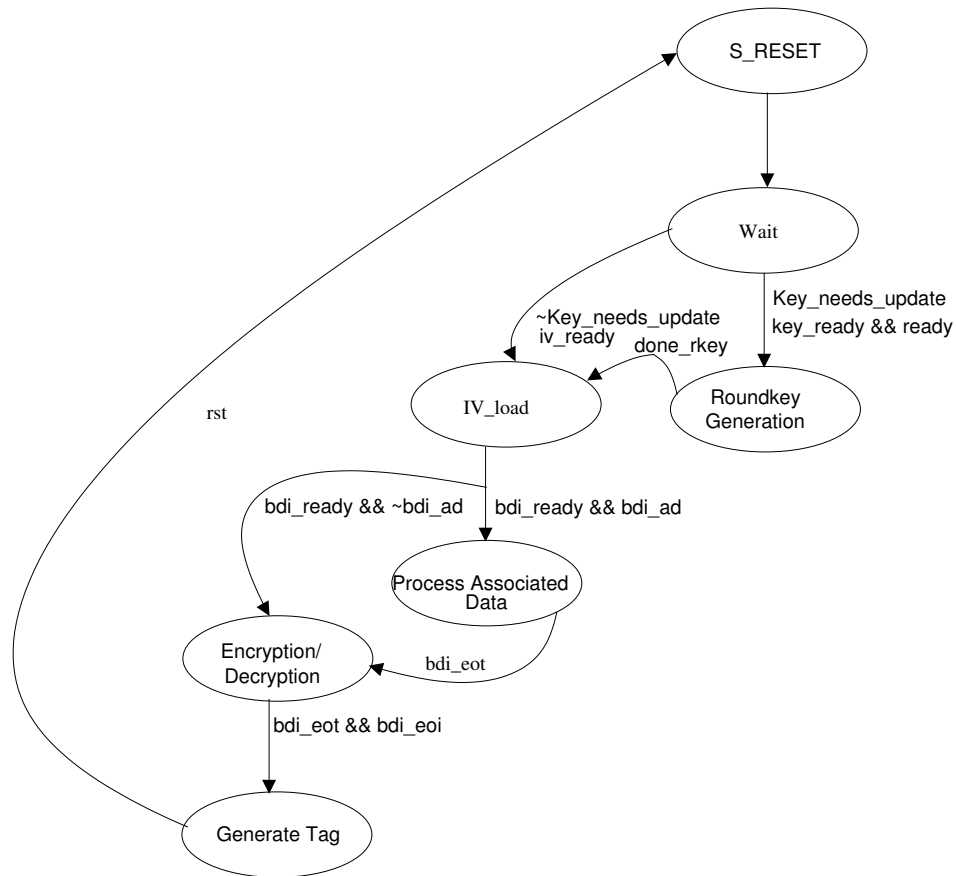 S_RESET
Wait
Key_needs_update
key_ready && ready
~Key_needs_update
iv_ready
done_rkey
Roundkey
Generation
IV_load
rst
bdi_ready && ~bdi_ad
bdi_ready && bdi_ad
Process Associated
Data
Encryption/
Decryption
bdi_eot
bdi_eot && bdi_eoi
Generate Tag